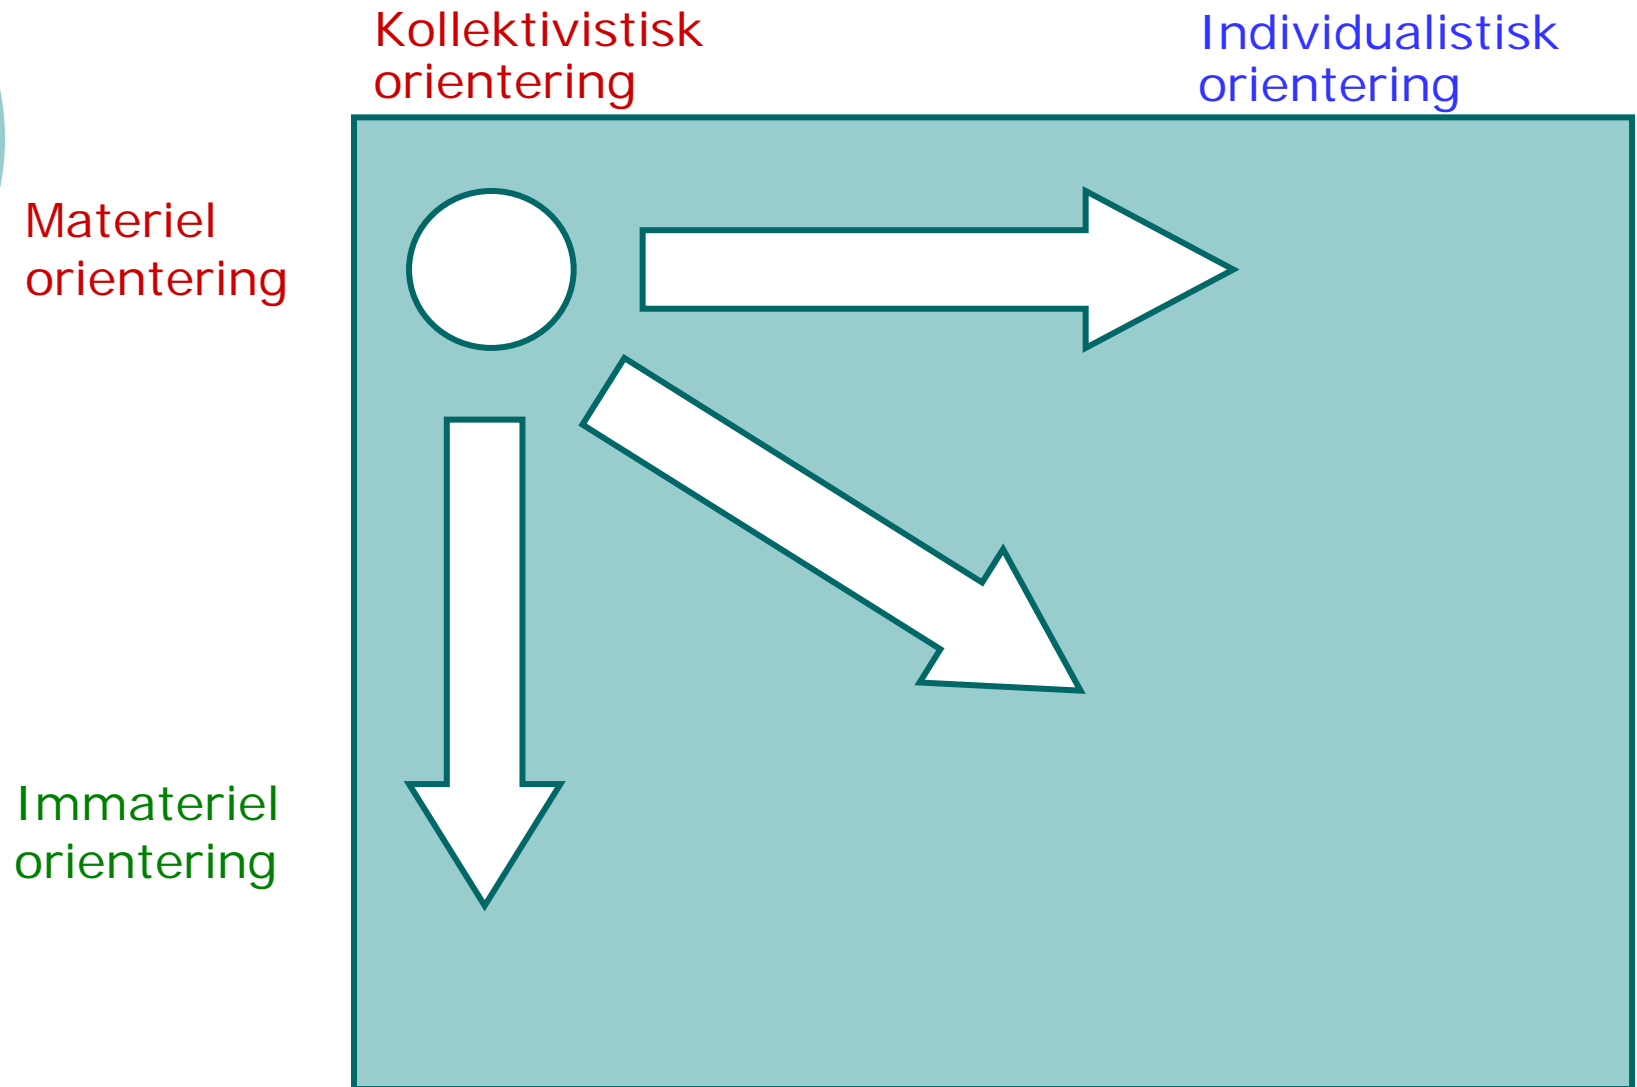 Kollektivistisk
orientering
Individualistisk
orientering
Materiel
orientering
Immateriel
orientering